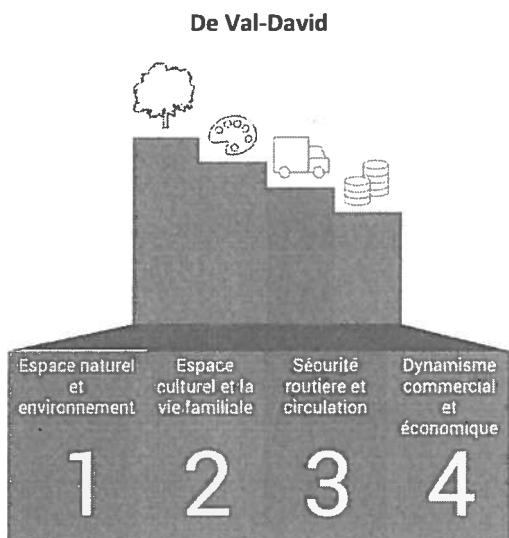 De Val-David
Espace naturel
et
environnement
Espace
culturel et la
vie familiale
Sécurité
routiere et
circulation
Dynamisme
commercial
et
économique
1
2
3
4